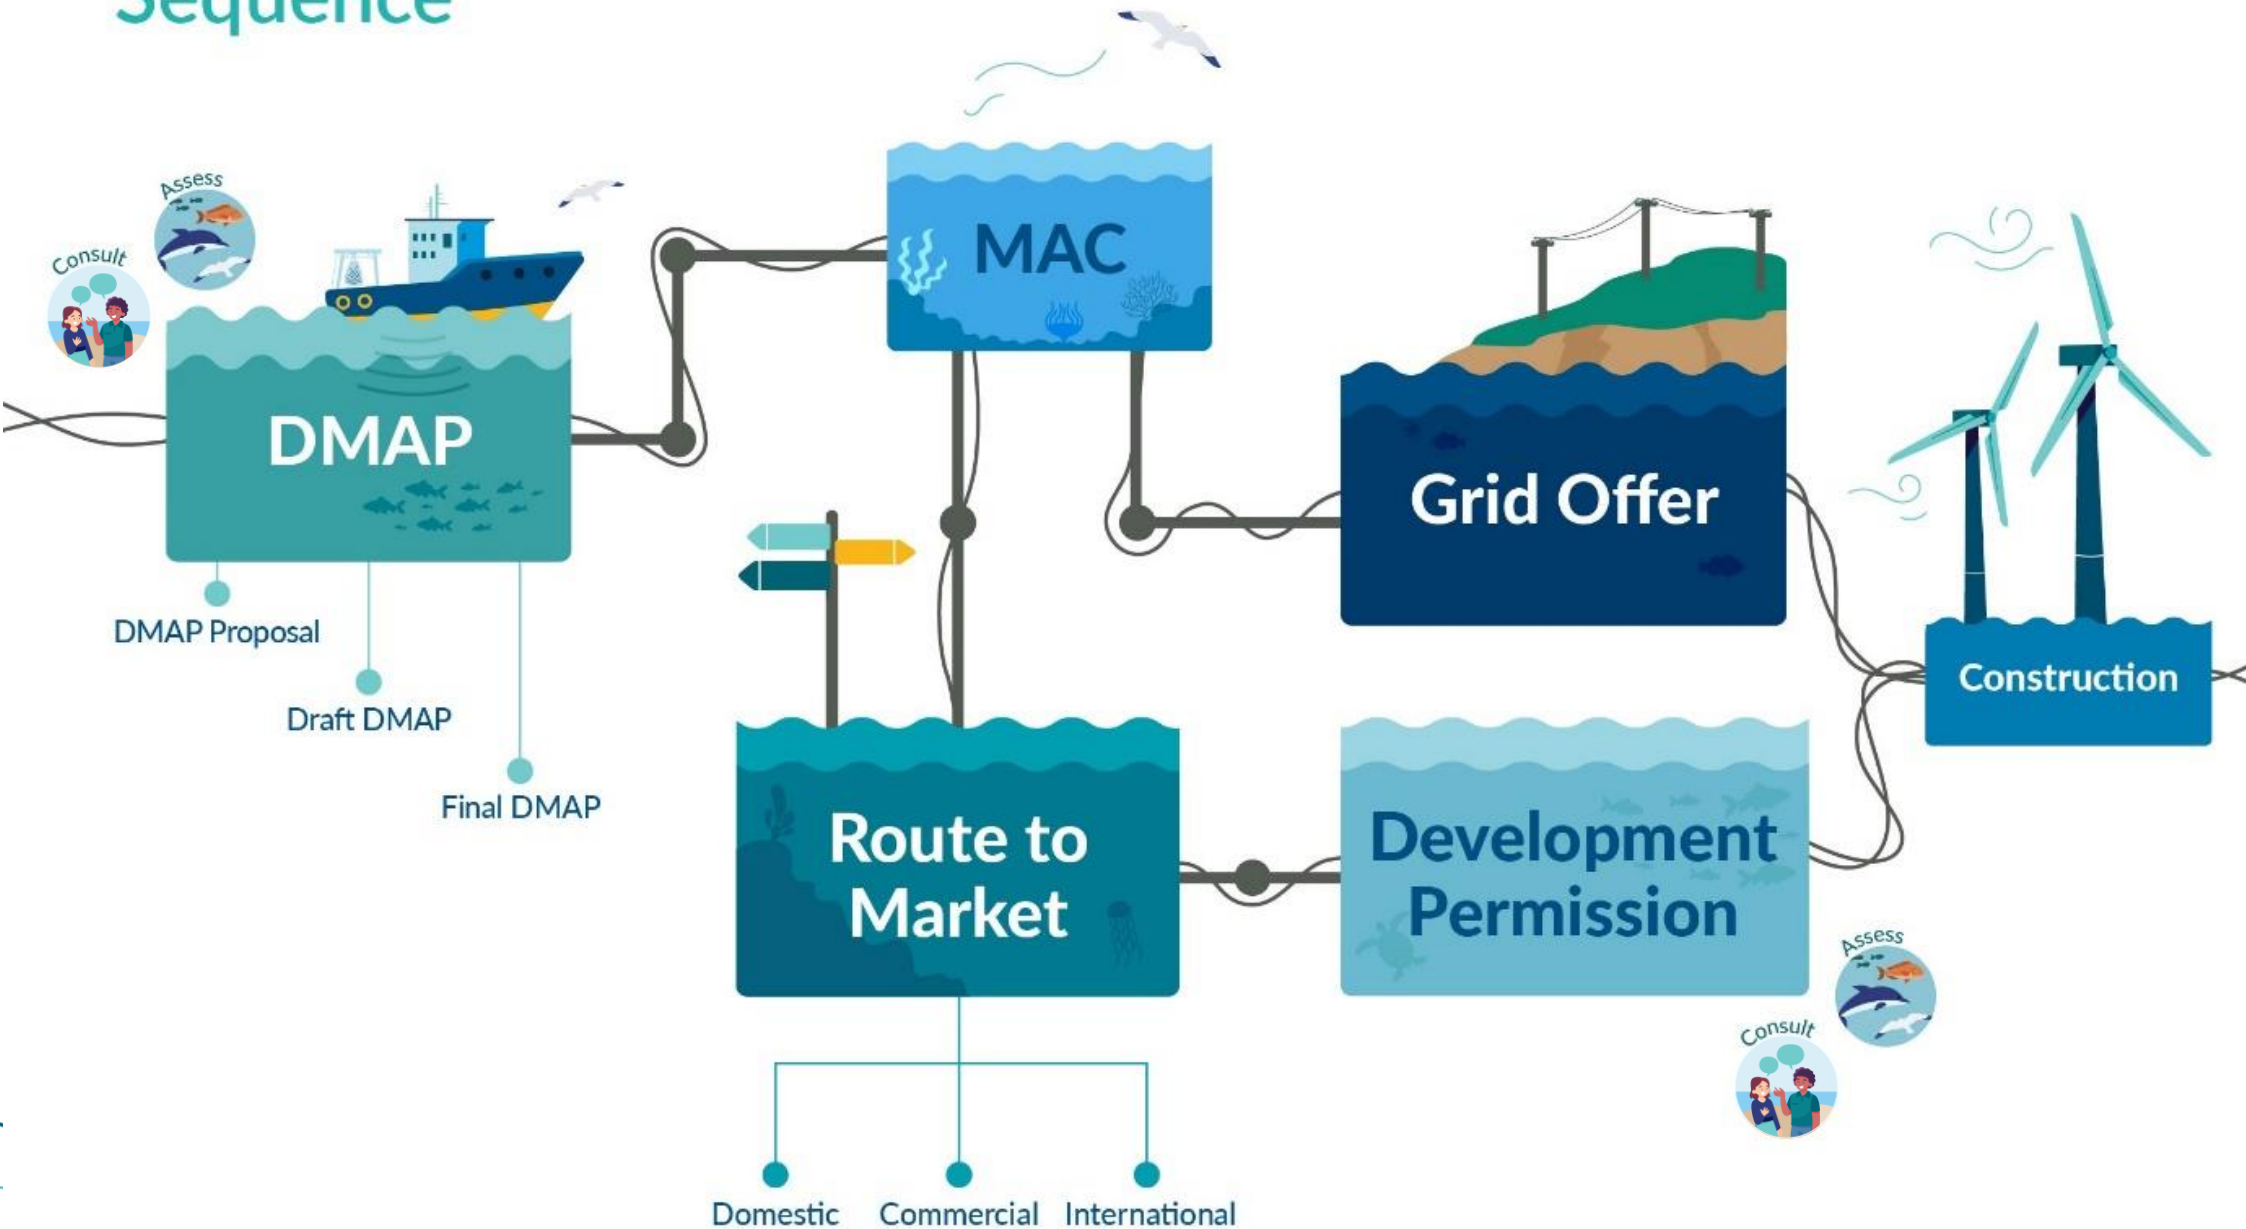 Sequence
Assess
Consult
DMAP
DMAP Proposal
Draft DMAP
Final DMAP
MAC
Grid Offer
Route to
Market
Domestic
Commercial
International
Development
Permission
Assess
Consult
Construction